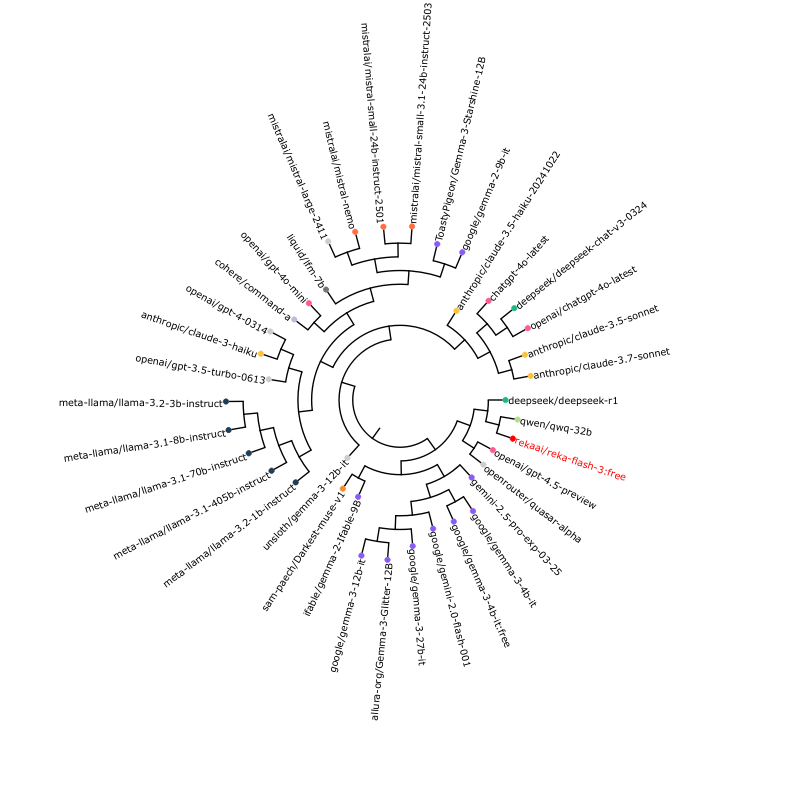 mistralai/mistral-small-3.1-24b-instruct-2503
ToastyPigeon/Gemma-3-Starshine-12B
google/gemma-2-9b-it
anthropic/claude-3.5-haiku-20241022
chatgpt-4o-latest
deepseek/deepseek-chat-v3-0324
openai/chatgpt-4o-latest
anthropic/claude-3.5-sonnet
anthropic/claude-3.7-sonnet
deepseek/deepseek-r1
qwen/qwq-32b
rekaai/reka-flash-3:free
openai/gpt-4.5-preview
openrouter/quasar-alpha
gemini-2.5-pro-exp-03-25
google/gemma-3-4b-it
google/gemma-3-4b-it:free
google/gemini-2.0-flash-001
google/gemma-3-27b-it
allura-org/Gemma-3-Glitter-12B
google/gemma-3-12b-it
ifable/gemma-2-Ifable-9B
sam-paech/Darkest-muse-v1
unsloth/gemma-3-12b-it
meta-llama/llama-3.2-1b-instruct
meta-llama/llama-3.1-405b-instruct
meta-llama/llama-3.1-70b-instruct
meta-llama/llama-3.1-8b-instruct
meta-llama/llama-3.2-3b-instruct
openai/gpt-3.5-turbo-0613
anthropic/claude-3-haiku
openai/gpt-4-0314
cohere/command-a
openai/gpt-4o-mini
liquid/lfm-7b
mistralai/mistral-large-2411
mistralai/mistral-nemo
mistralai/mistral-small-24b-instruct-2501